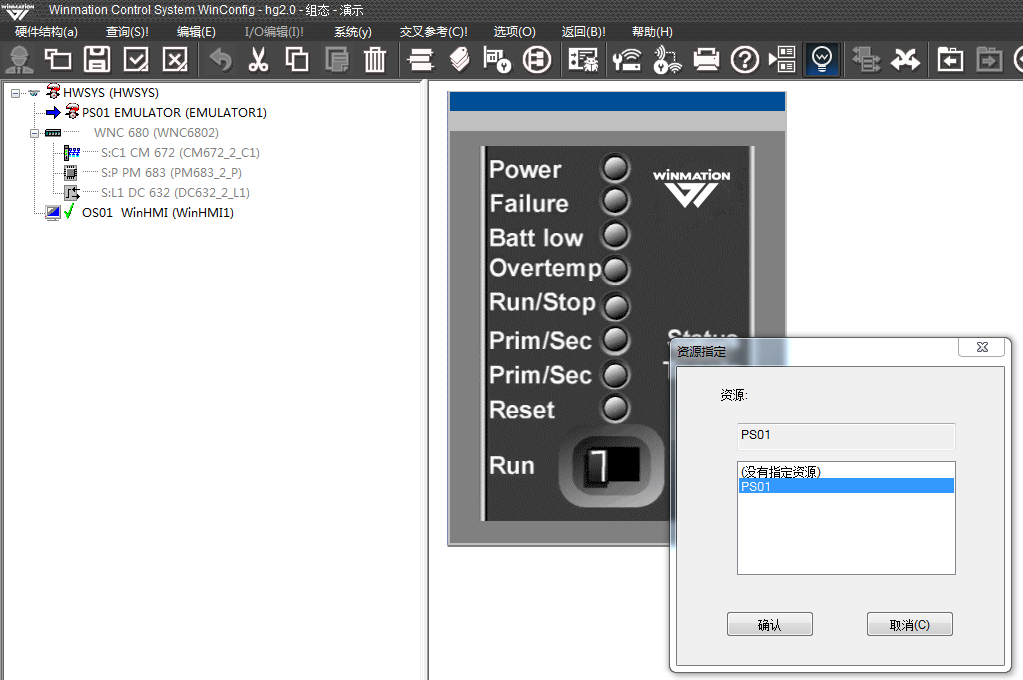 WINMATION
Winmation Control System WinConfig - hg2.0 - 组态 - 演示
硬件结构(a) 查询(S)! 编辑(E) I/O编辑(I)! 系统(y) 交叉参考(C)! 选项(O) 返回(B)! 帮助(H)
HWSYS (HWSYS)
PS01 EMULATOR (EMULATOR1)
WNC 680 (WNC6802)
S:C1 CM 672 (CM672_2_C1)
S:P PM 683 (PM683_2_P)
S:L1 DC 632 (DC632_2_L1)
OS01 WinHMI (WinHMI1)
Power
WINMATION
Failure
Batt low
Overtemp
Run/Stop
Prim/Sec
Status
Prim/Sec
Reset
Run
资源指定
资源:
PS01
(没有指定资源)
PS01
确认
取消(C)